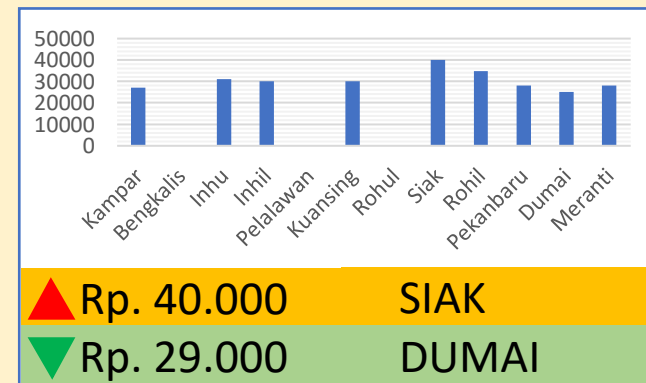 50000
40000
30000
20000
10000
0
Kampar
Bengkalis
Inhu
Inhil
Pelalawan
Kuansing
Rohul
Siak
Rohil
Pekanbaru
Dumai
Meranti
Rp. 40.000 SIAK
Rp. 29.000 DUMAI